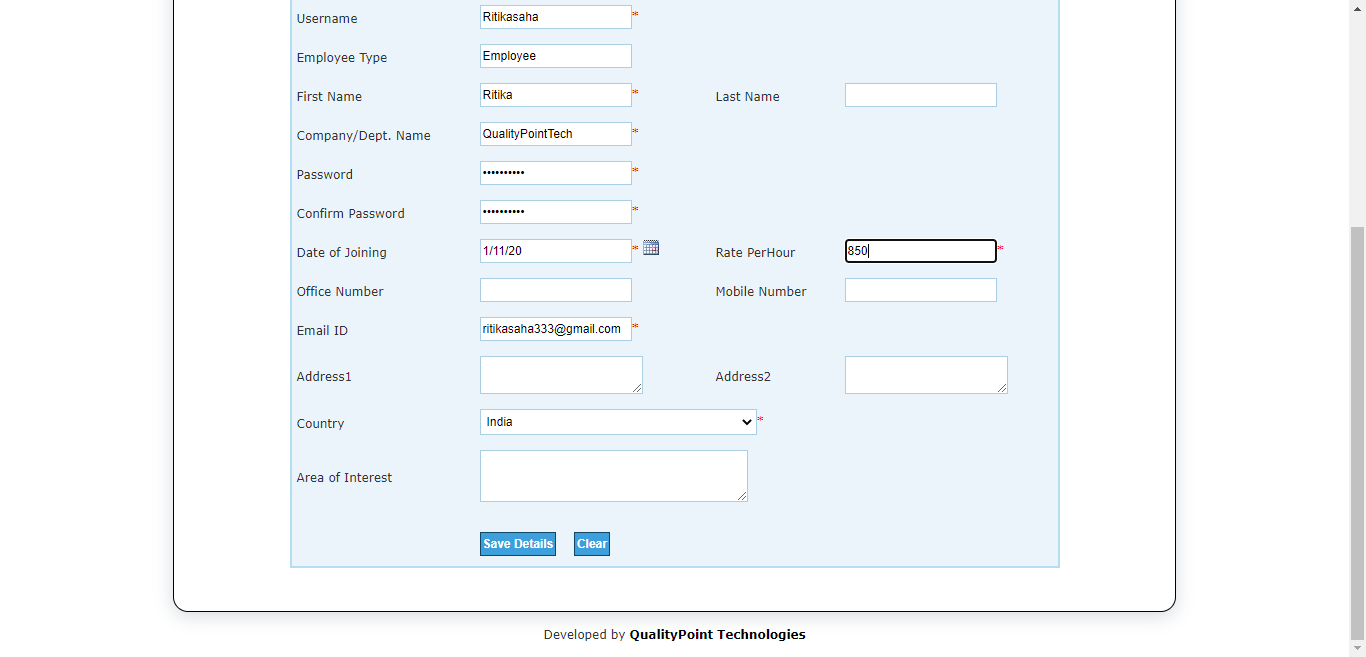 Username Ritikasaha *
Employee Type Employee
First Name Ritika * Last Name
Company/Dept. Name QualityPointTech *
Password •••••••••• *
Confirm Password •••••••••• *
Date of Joining 1/11/20 * Rate PerHour 850 *
Office Number Mobile Number
Email ID ritikasaha333@gmail.com *
Address1 Address2
Country India *
Area of Interest
Save Details Clear
Developed by QualityPoint Technologies